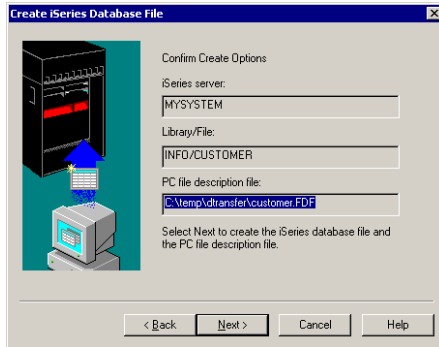 Create iSeries Database File
Confirm Create Options
iSeries server:
MYSYSTEM
Library/File:
INFO/CUSTOMER
PC file description file:
C:\temp\dtransfer\customer.FDF
Select Next to create the iSeries database file and
the PC file description file.
< Back
Next >
Cancel
Help